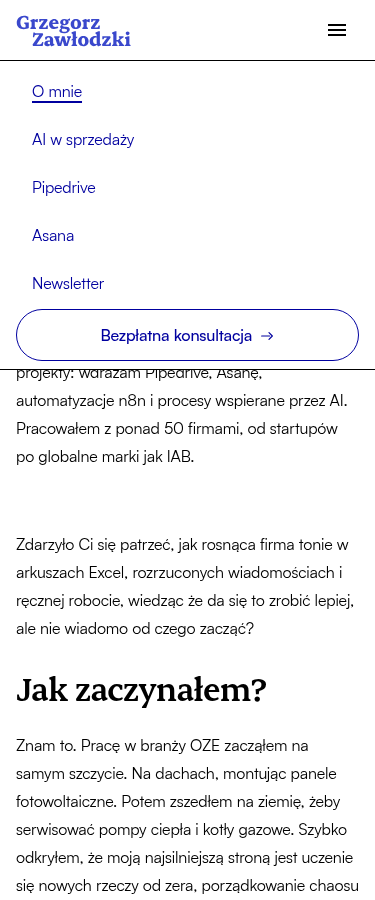 Grzegorz
Zawłodzki
O mnie
AI w sprzedaży
Pipedrive
Asana
Newsletter
Bezpłatna konsultacja →
projekty: wdrażam Pipedrive, Asanę,
automatyzacje n8n i procesy wspierane przez AI.
Pracowałem z ponad 50 firmami, od startupów
po globalne marki jak IAB.
Zdarzyło Ci się patrzeć, jak rosnąca firma tonie w
arkuszach Excel, rozrzuconych wiadomościach i
ręcznej robocie, wiedząc że da się to zrobić lepiej,
ale nie wiadomo od czego zacząć?
Jak zaczynałem?
Znam to. Pracę w branży OZE zacząłem na
samym szczycie. Na dachach, montując panele
fotowoltaiczne. Potem zszedłem na ziemię, żeby
serwisować pompy ciepła i kotły gazowe. Szybko
odkryłem, że moją najsilniejszą stroną jest uczenie
się nowych rzeczy od zera, porządkowanie chaosu